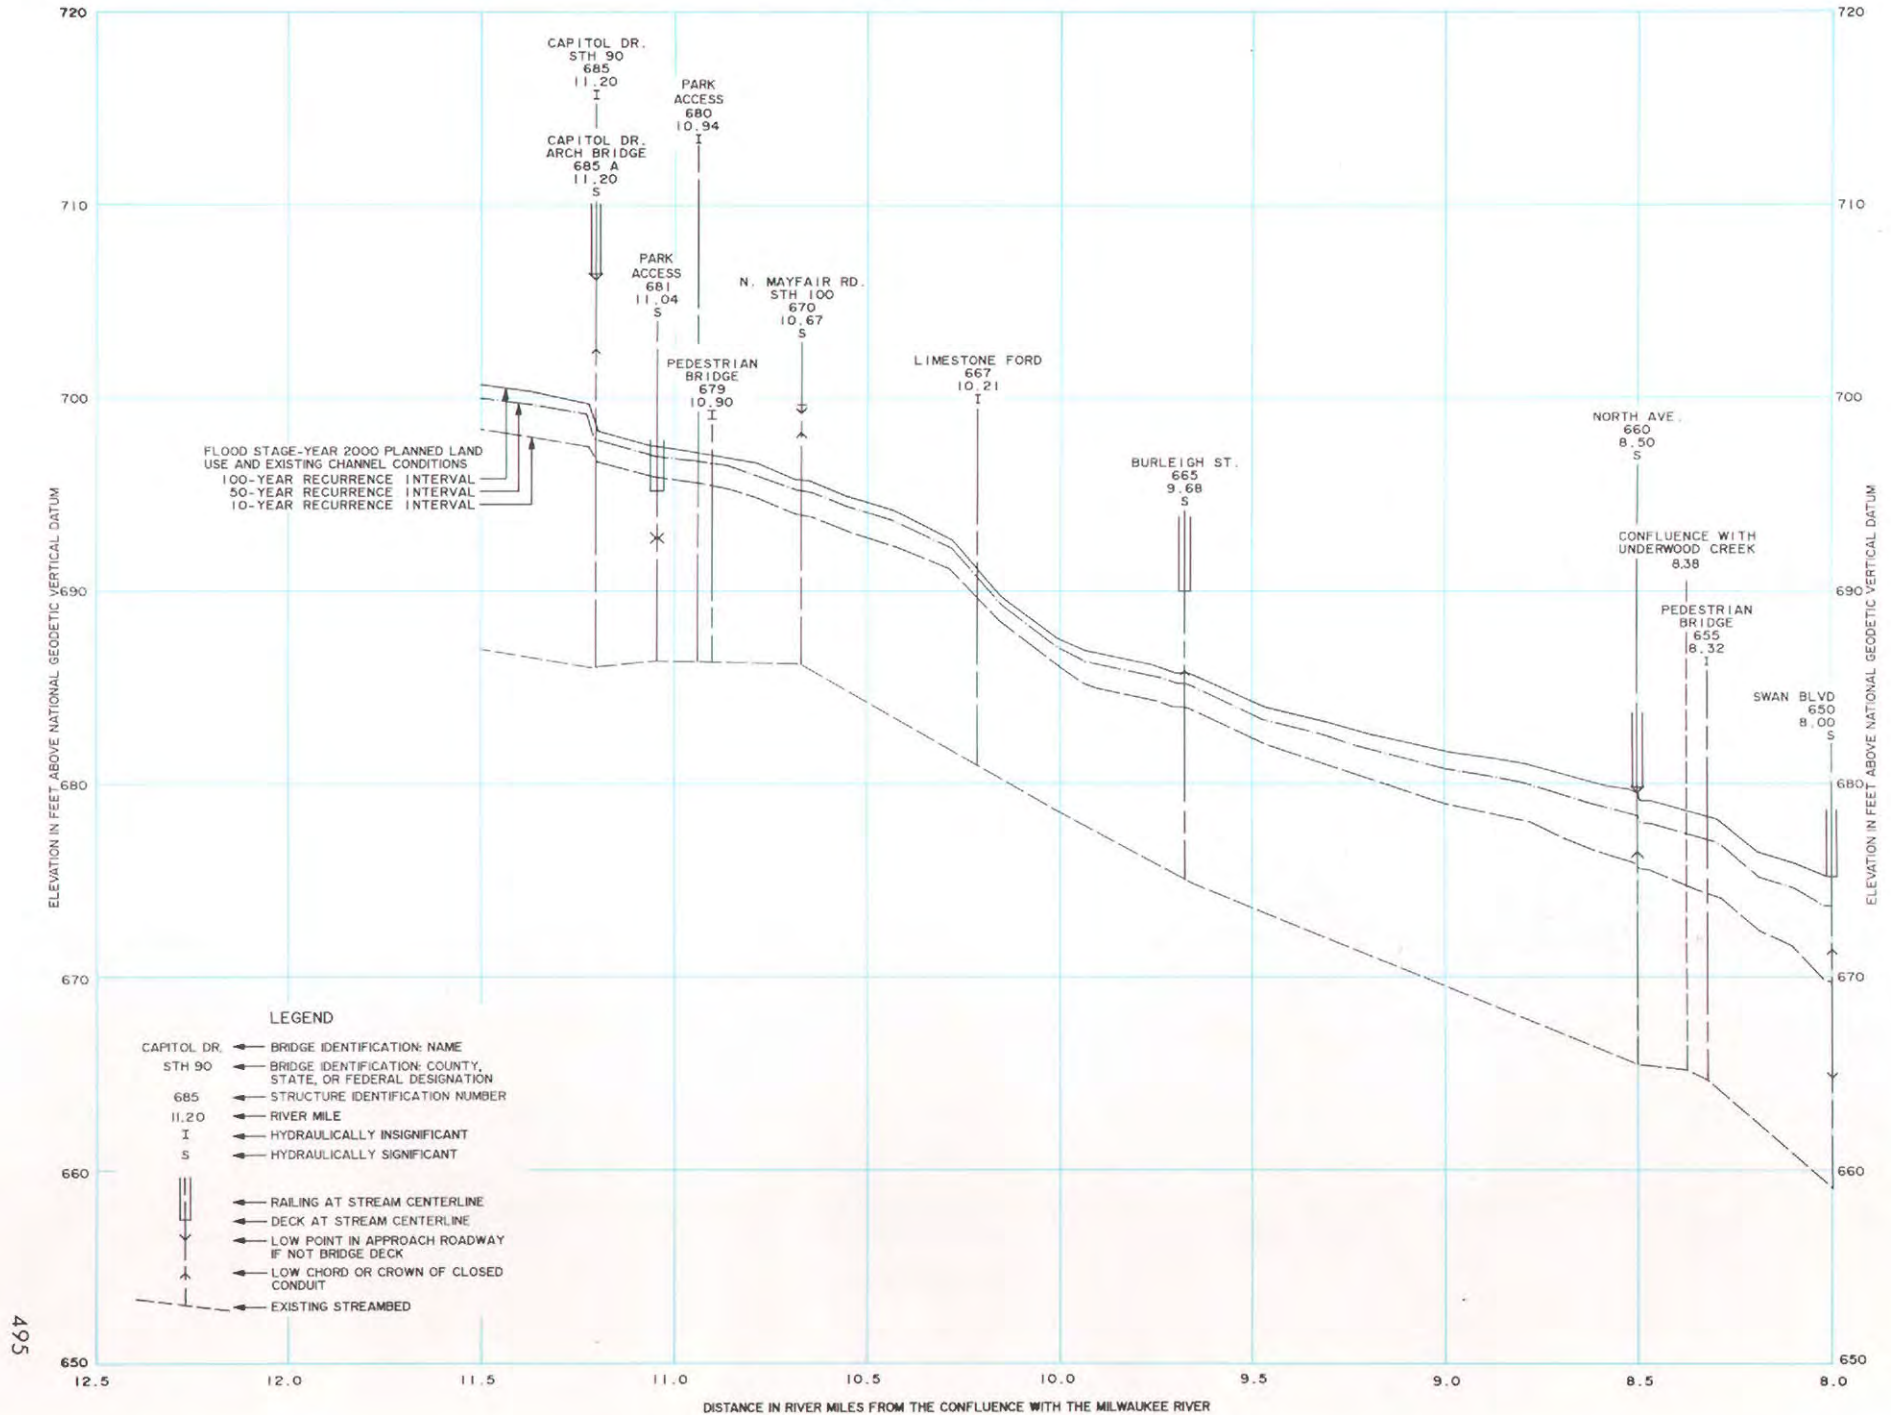 720
720
CAPITOL DR.
STH 90
685
11.20
I
PARK
ACCESS
680
10.94
I
CAPITOL DR.
ARCH BRIDGE
685 A
11.20
S
710
710
PARK
ACCESS
681
11.04
S
N. MAYFAIR RD.
STH 100
670
10.67
S
PEDESTRIAN
BRIDGE
679
10.90
I
LIMESTONE FORD
667
10.21
I
700
700
NORTH AVE.
660
8.50
S
FLOOD STAGE-YEAR 2000 PLANNED LAND
USE AND EXISTING CHANNEL CONDITIONS
100-YEAR RECURRENCE INTERVAL
50-YEAR RECURRENCE INTERVAL
10-YEAR RECURRENCE INTERVAL
BURLEIGH ST.
665
9.68
S
CONFLUENCE WITH
UNDERWOOD CREEK
8.38
690
690
PEDESTRIAN
BRIDGE
655
8.32
I
SWAN BLVD
650
8.00
S
680
680
ELEVATION IN FEET ABOVE NATIONAL GEODETIC VERTICAL DATUM
ELEVATION IN FEET ABOVE NATIONAL GEODETIC VERTICAL DATUM
670
670
LEGEND
CAPITOL DR. BRIDGE IDENTIFICATION: NAME
STH 90 BRIDGE IDENTIFICATION: COUNTY,
STATE, OR FEDERAL DESIGNATION
685 STRUCTURE IDENTIFICATION NUMBER
11.20 RIVER MILE
I HYDRAULICALLY INSIGNIFICANT
S HYDRAULICALLY SIGNIFICANT
660
660
RAILING AT STREAM CENTERLINE
DECK AT STREAM CENTERLINE
LOW POINT IN APPROACH ROADWAY
IF NOT BRIDGE DECK
LOW CHORD OR CROWN OF CLOSED
CONDUIT
EXISTING STREAMBED
495
650
650
12.5 12.0 11.5 11.0 10.5 10.0 9.5 9.0 8.5 8.0
DISTANCE IN RIVER MILES FROM THE CONFLUENCE WITH THE MILWAUKEE RIVER